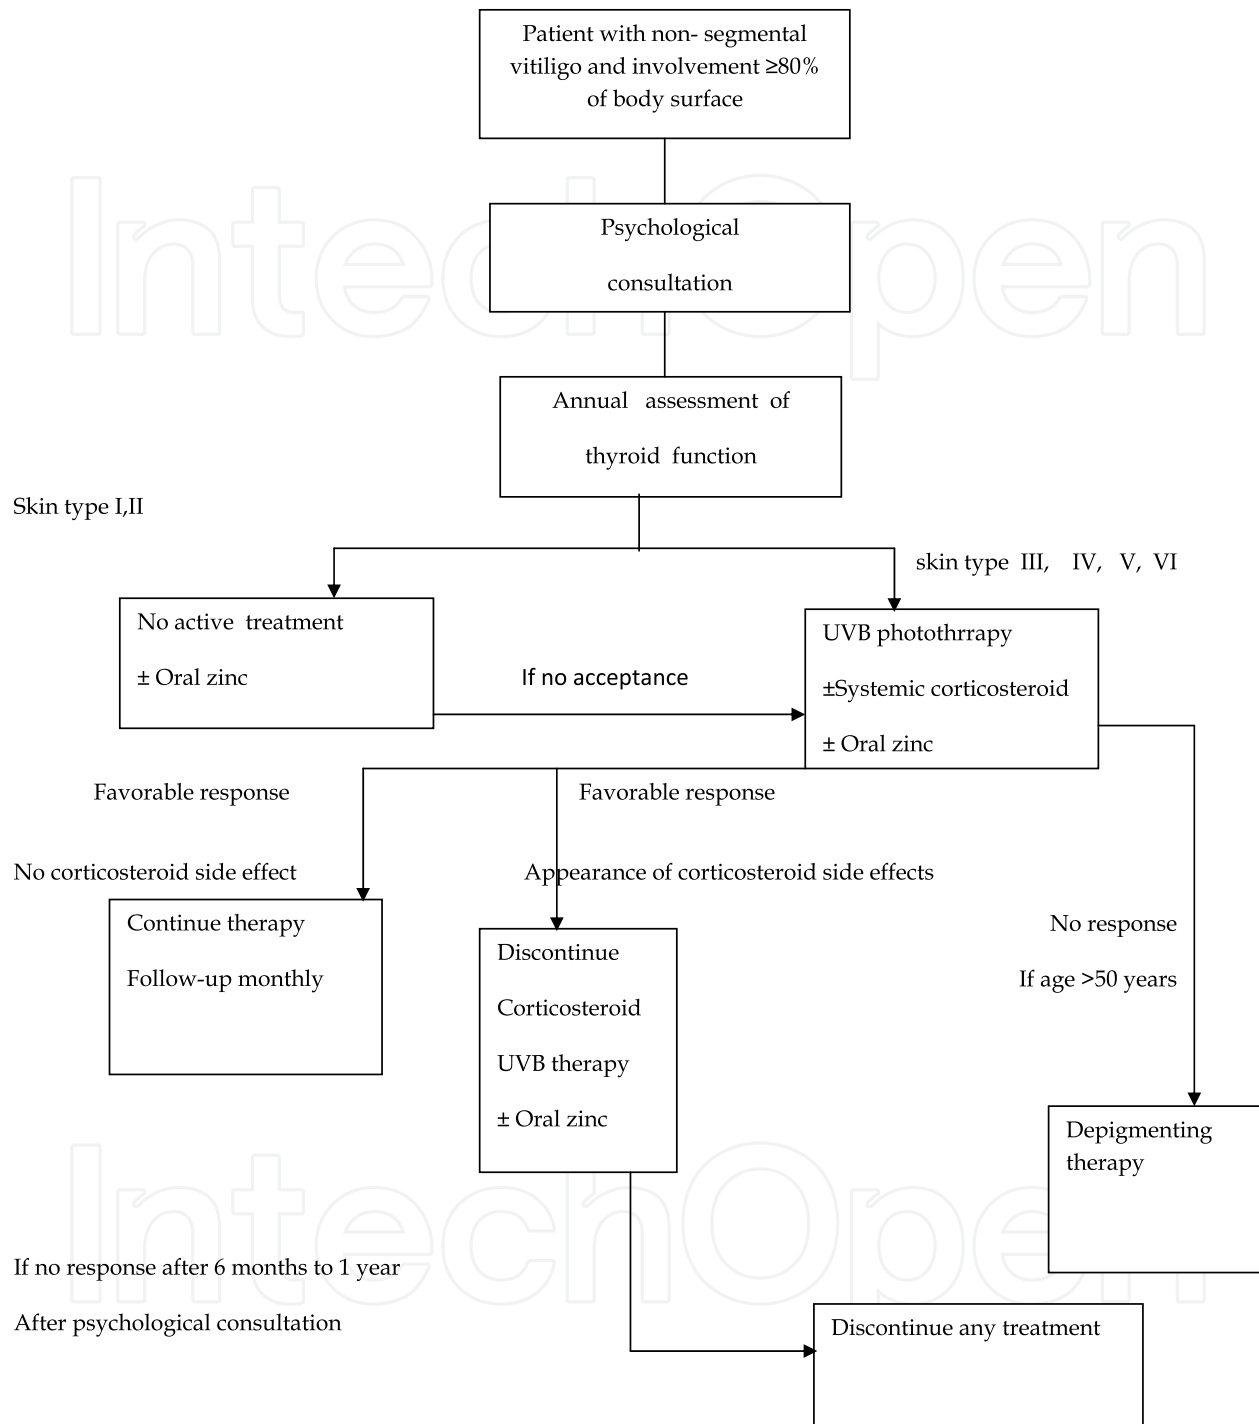 Patient with non- segmental
vitiligo and involvement ≥80%
of body surface
Psychological
consultation
Annual assessment of
thyroid function
Skin type I,II
skin type III, IV, V, VI
No active treatment
± Oral zinc
If no acceptance
UVB photothrrapy
±Systemic corticosteroid
± Oral zinc
Favorable response
No corticosteroid side effect
Favorable response
Appearance of corticosteroid side effects
Continue therapy
Follow-up monthly
Discontinue
Corticosteroid
UVB therapy
± Oral zinc
No response
If age >50 years
Depigmenting
therapy
If no response after 6 months to 1 year
After psychological consultation
Discontinue any treatment
IntechOpen
IntechOpen